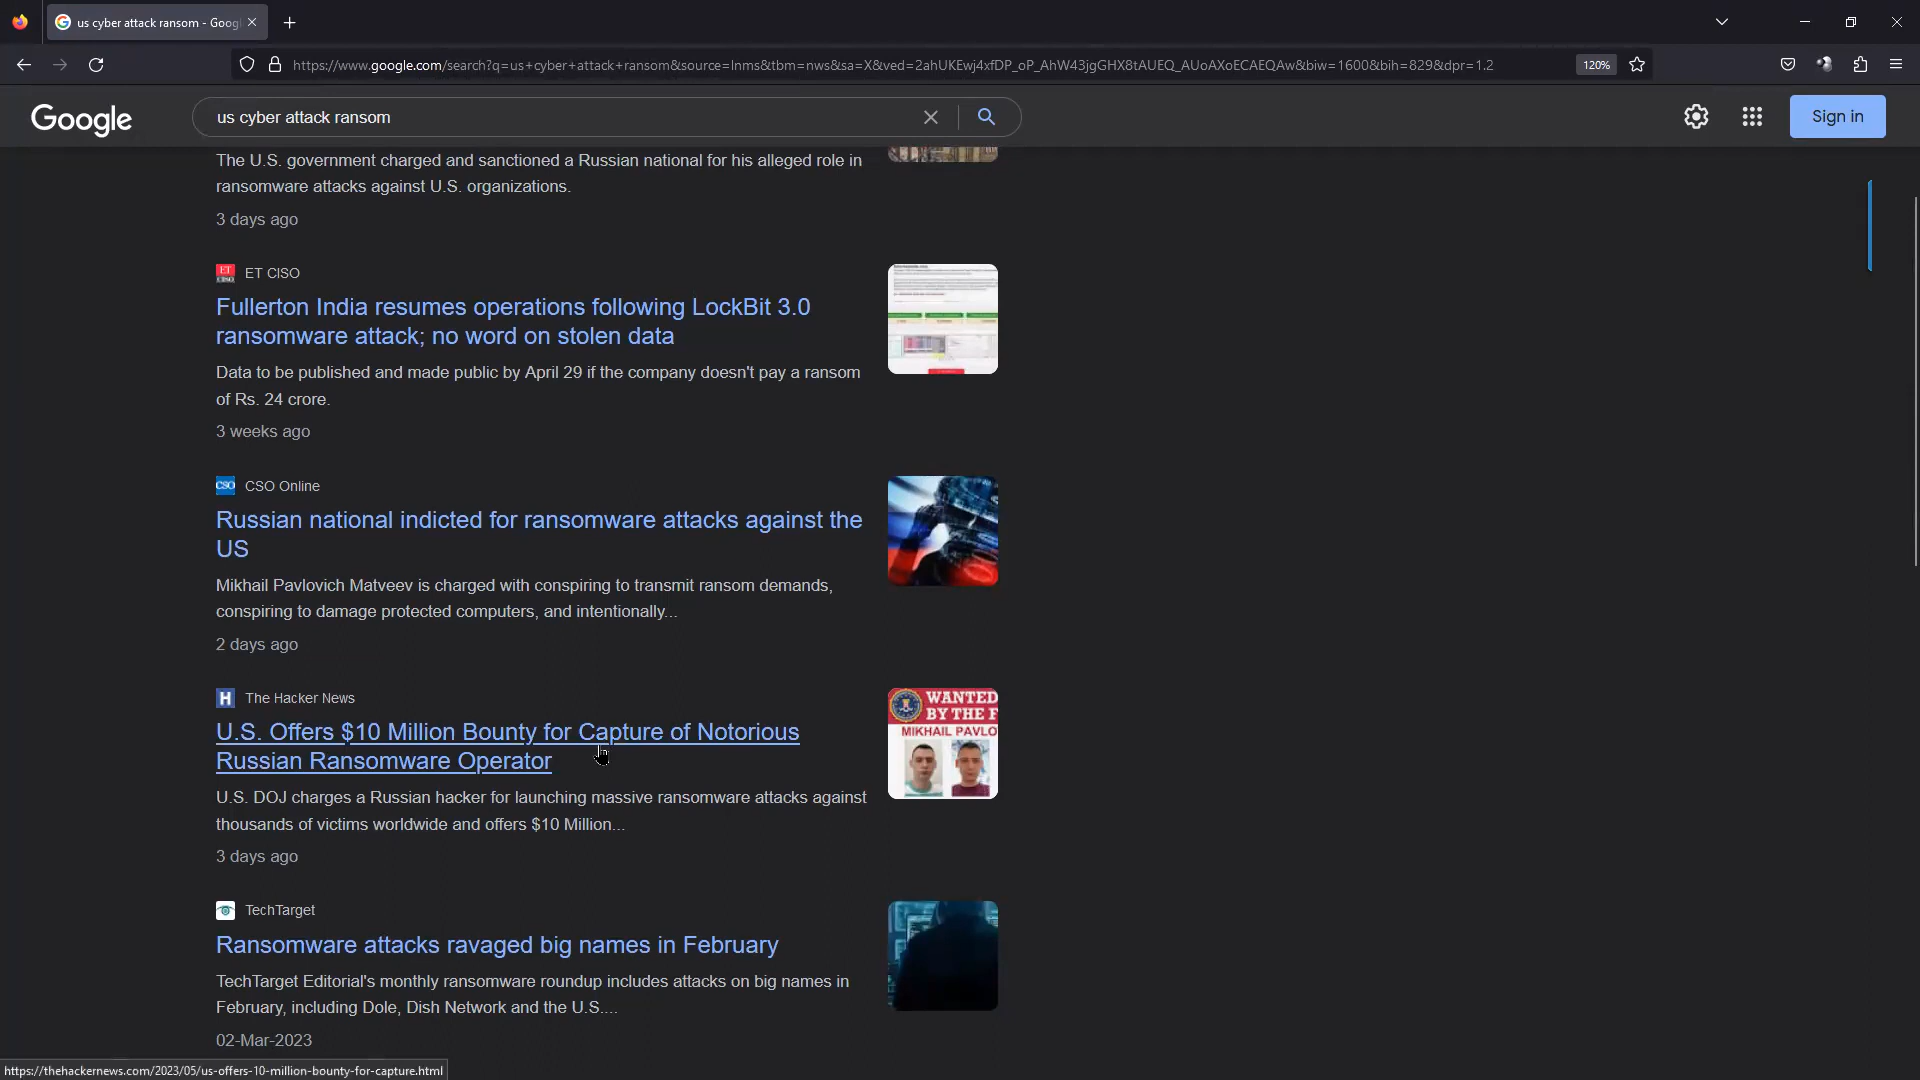 us cyber attack ransom - Goog
https://www.google.com/search?q=us+cyber+attack+ransom&source=lnms&tbm=nws&sa=X&ved=2ahUKEwj4xfDP_oP_AhW43jgGHX8tAUEQ_AUoAXoECAEQAw&biw=1600&bih=829&dpr=1.2
120%
Google
us cyber attack ransom
Sign in
The U.S. government charged and sanctioned a Russian national for his alleged role in
ransomware attacks against U.S. organizations.
3 days ago
ET CISO
ET CISO
Fullerton India resumes operations following LockBit 3.0
ransomware attack; no word on stolen data
Data to be published and made public by April 29 if the company doesn't pay a ransom
of Rs. 24 crore.
3 weeks ago
CSO
CSO Online
Russian national indicted for ransomware attacks against the
US
Mikhail Pavlovich Matveev is charged with conspiring to transmit ransom demands,
conspiring to damage protected computers, and intentionally...
2 days ago
H
The Hacker News
U.S. Offers $10 Million Bounty for Capture of Notorious
Russian Ransomware Operator
WANTED
BY THE F
MIKHAIL PAVLO
U.S. DOJ charges a Russian hacker for launching massive ransomware attacks against
thousands of victims worldwide and offers $10 Million...
3 days ago
TechTarget
Ransomware attacks ravaged big names in February
TechTarget Editorial's monthly ransomware roundup includes attacks on big names in
February, including Dole, Dish Network and the U.S....
02-Mar-2023
https://thehackernews.com/2023/05/us-offers-10-million-bounty-for-capture.html